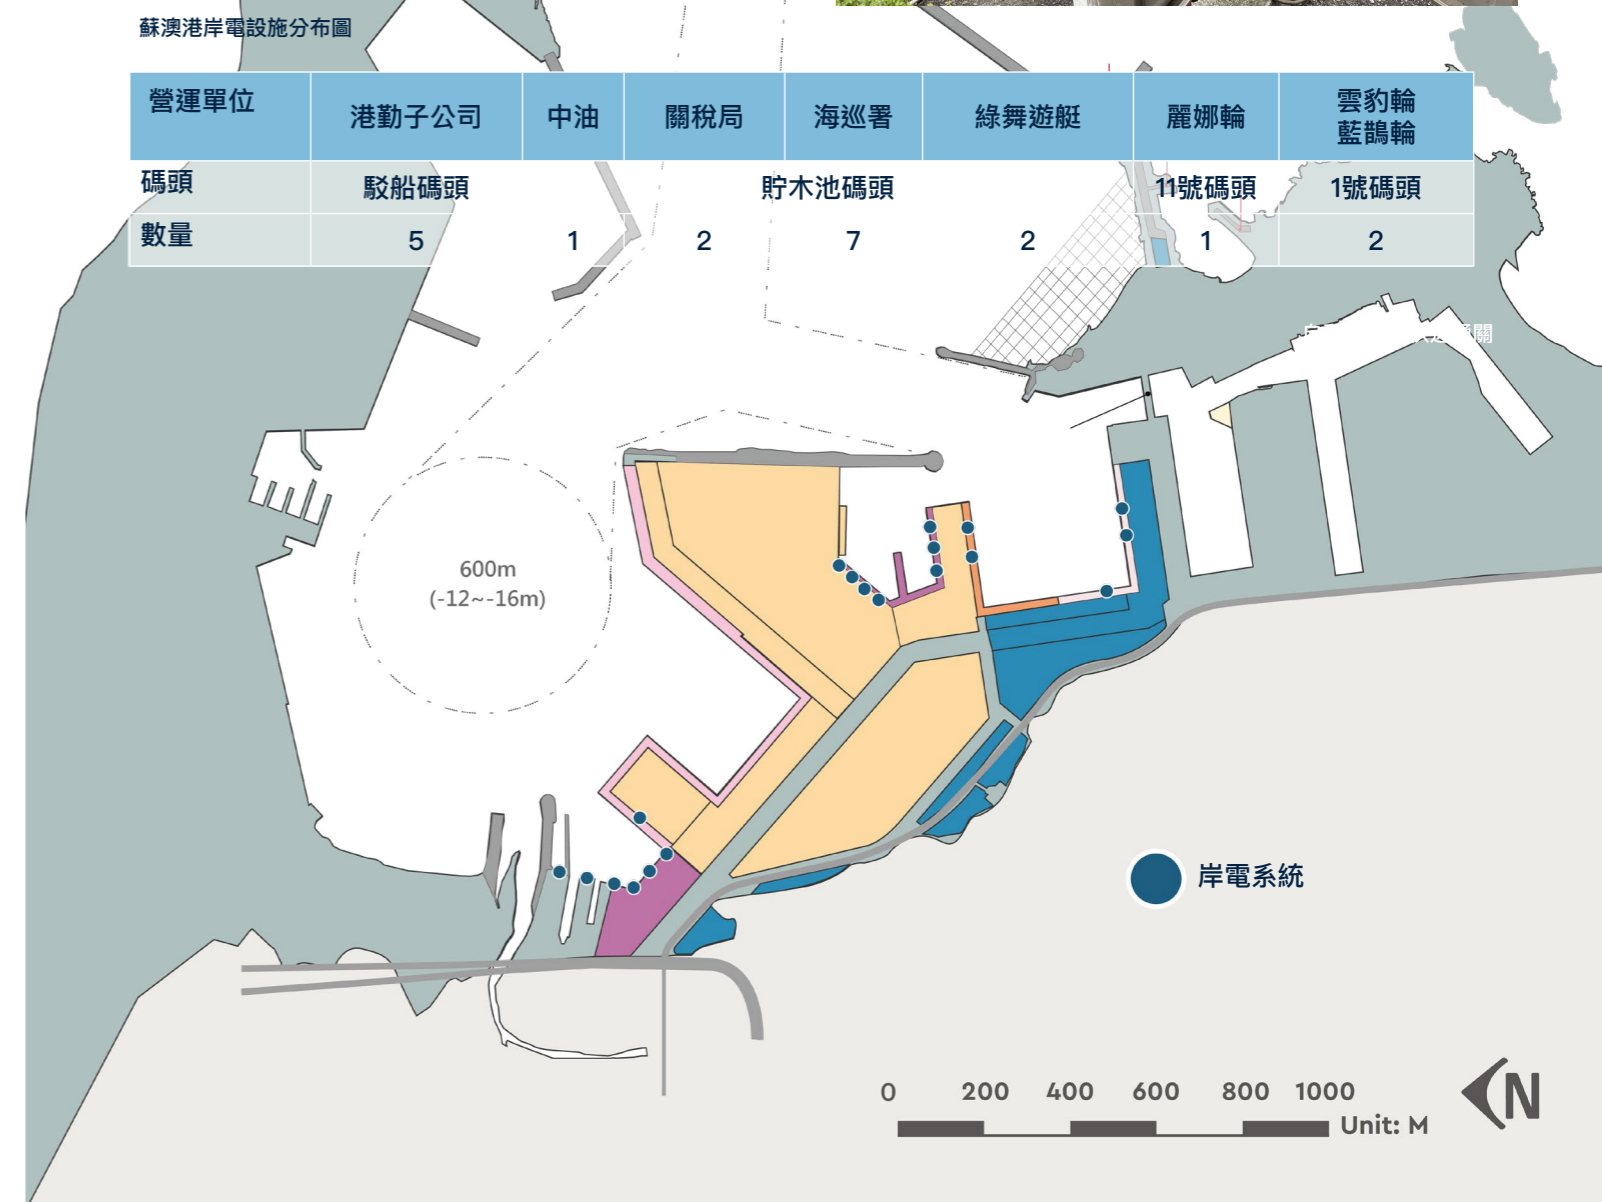 蘇澳港岸電設施分布圖
營運單位 港勤子公司 中油 關稅局 海巡署 綠舞遊艇 麗娜輪 雲豹輪
藍鵲輪
碼頭 駁船碼頭 貯木池碼頭 11號碼頭 1號碼頭
數量 5 1 2 7 2 1 2
關
600m
(-12~-16m)
岸電系統
0 200 400 600 800 1000
Unit: M
N